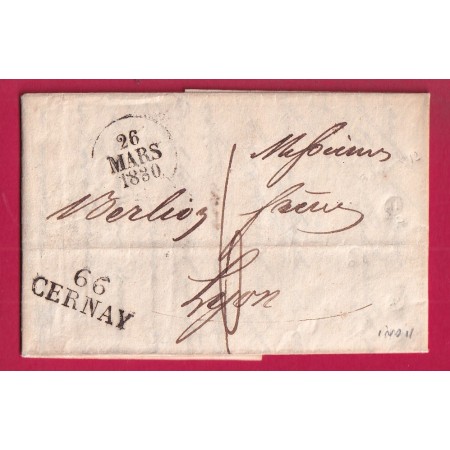 26
MARS
1830
Messieurs
Berlioz frères
Lyon
66
CERNAY